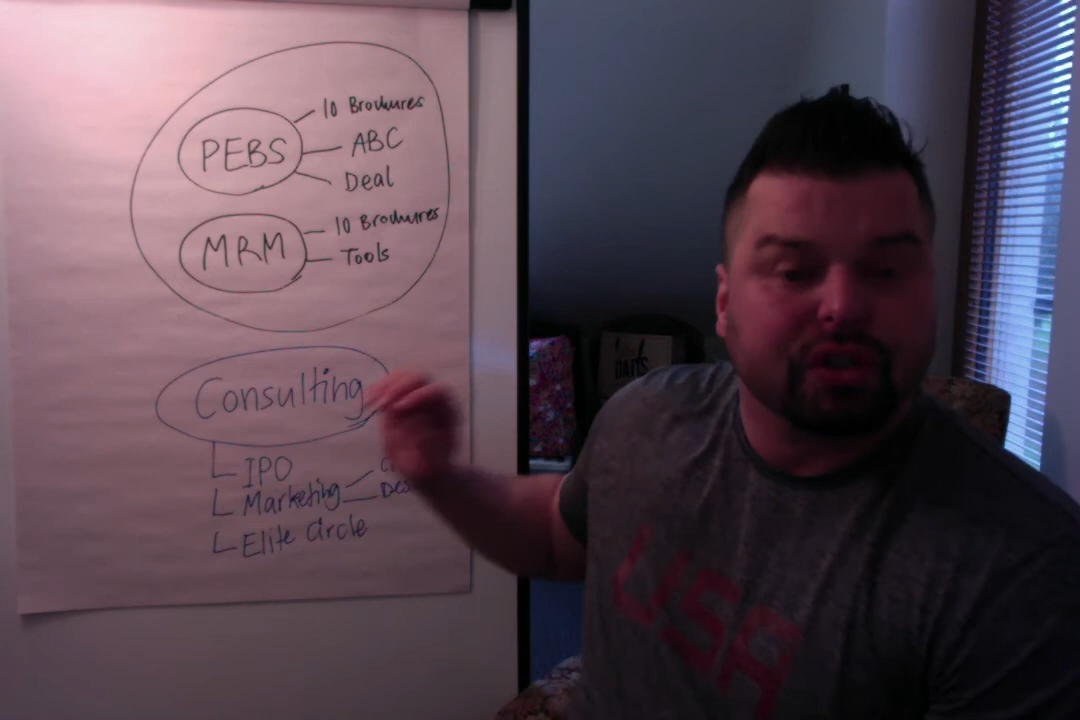 10 Brochures
PEBS
ABC
Deal
10 Brochures
MRM
Tools
Consulting
IPO
Marketing
Elite Circle
USA